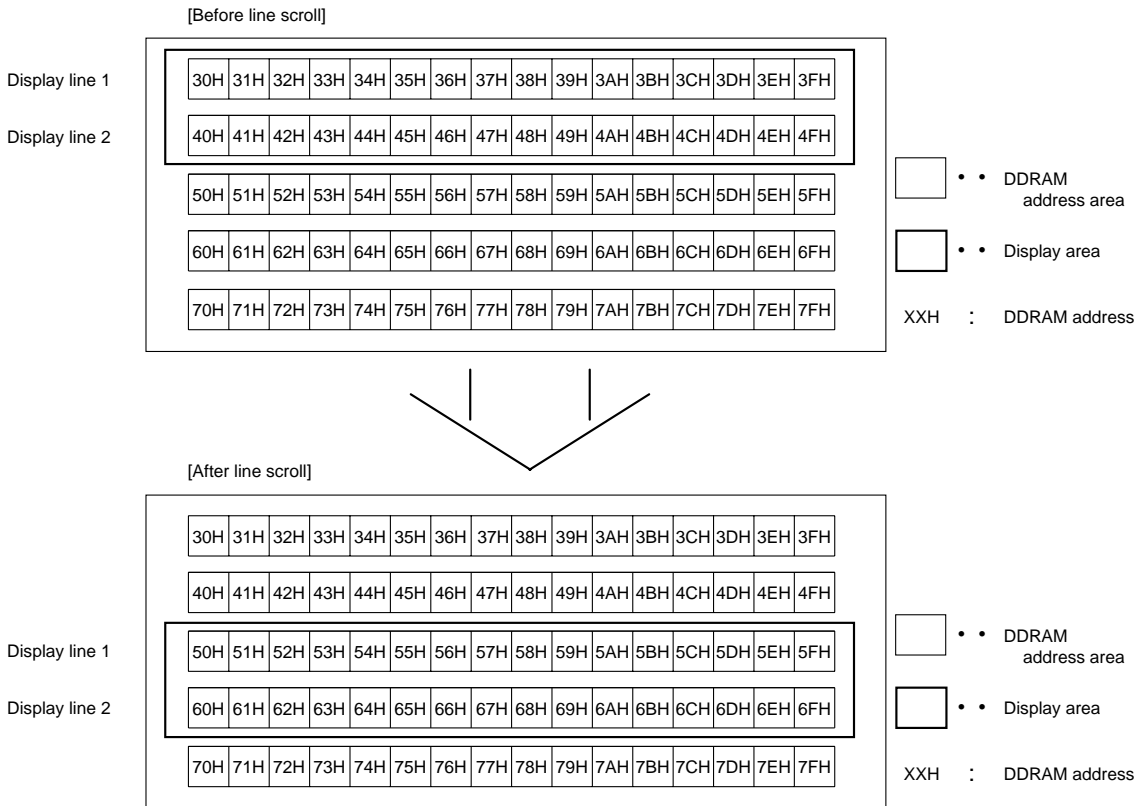 [Before line scroll]
Display line 1
30H 31H 32H 33H 34H 35H 36H 37H 38H 39H 3AH 3BH 3CH 3DH 3EH 3FH
Display line 2
40H 41H 42H 43H 44H 45H 46H 47H 48H 49H 4AH 4BH 4CH 4DH 4EH 4FH
50H 51H 52H 53H 54H 55H 56H 57H 58H 59H 5AH 5BH 5CH 5DH 5EH 5FH
60H 61H 62H 63H 64H 65H 66H 67H 68H 69H 6AH 6BH 6CH 6DH 6EH 6FH
70H 71H 72H 73H 74H 75H 76H 77H 78H 79H 7AH 7BH 7CH 7DH 7EH 7FH
・・ DDRAM
address area
・・ Display area
XXH : DDRAM address
[After line scroll]
30H 31H 32H 33H 34H 35H 36H 37H 38H 39H 3AH 3BH 3CH 3DH 3EH 3FH
40H 41H 42H 43H 44H 45H 46H 47H 48H 49H 4AH 4BH 4CH 4DH 4EH 4FH
Display line 1
50H 51H 52H 53H 54H 55H 56H 57H 58H 59H 5AH 5BH 5CH 5DH 5EH 5FH
Display line 2
60H 61H 62H 63H 64H 65H 66H 67H 68H 69H 6AH 6BH 6CH 6DH 6EH 6FH
70H 71H 72H 73H 74H 75H 76H 77H 78H 79H 7AH 7BH 7CH 7DH 7EH 7FH
・・ DDRAM
address area
・・ Display area
XXH : DDRAM address